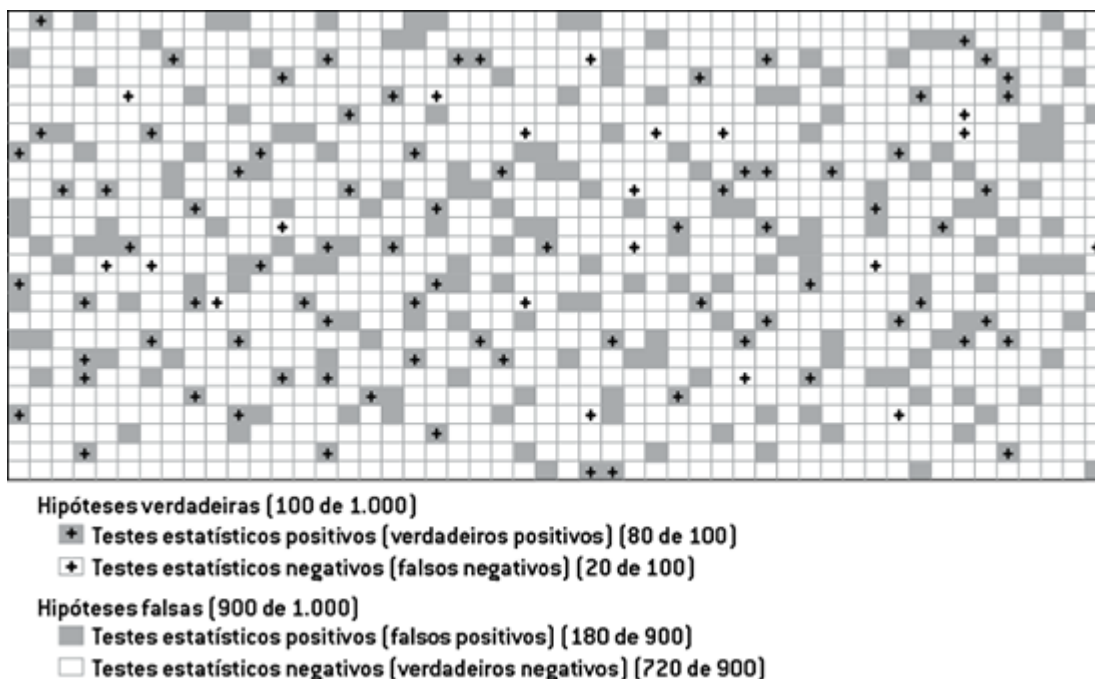 Hipóteses verdadeiras (100 de 1.000)
Testes estatísticos positivos (verdadeiros positivos) (80 de 100)
Testes estatísticos negativos (falsos negativos) (20 de 100)
Hipóteses falsas (900 de 1.000)
Testes estatísticos positivos (falsos positivos) (180 de 900)
Testes estatísticos negativos (verdadeiros negativos) (720 de 900)